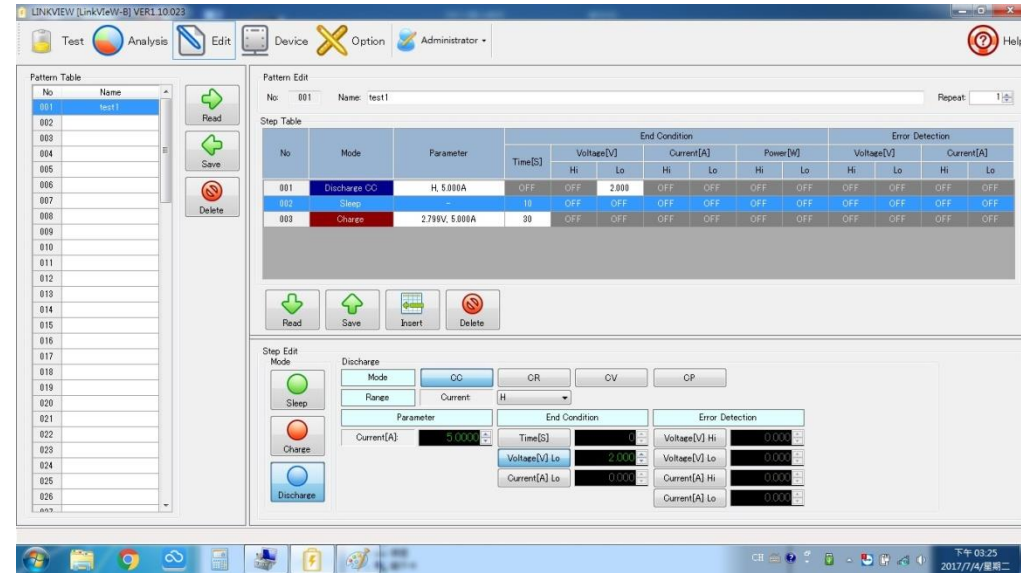 LINKVIEW [LinkVIeW-B] VER1.10.023
Test Analysis Edit Device Option Administrator Help
Pattern Table
No Name
001 test1
002
003
004
005
006
007
008
009
010
011
012
013
014
015
016
017
018
019
020
021
022
023
024
025
026
027
Read
Save
Delete
Pattern Edit
No: 001 Name: test1 Repeat: 1
Step Table
No Mode Parameter End Condition Error Detection
Time[S] Voltage[V] Current[A] Power[W] Voltage[V] Current[A]
Hi Lo Hi Lo Hi Lo Hi Lo Hi Lo
001 Discharge CC H, 5.000A OFF OFF 2.000 OFF OFF OFF OFF OFF OFF OFF OFF
002 Sleep - 10 OFF OFF OFF OFF OFF OFF OFF OFF OFF OFF
003 Charge 2.799V, 5.000A 30 OFF OFF OFF OFF OFF OFF OFF OFF OFF OFF
Read Save Insert Delete
Step Edit
Mode
Sleep
Charge
Discharge
Discharge
Mode CC CR CV CP
Range Current: H
Parameter End Condition Error Detection
Current[A]: 5.0000 Time[S] 0 Voltage[V] Hi 0.000
Voltage[V] Lo 2.000 Voltage[V] Lo 0.000
Current[A] Lo 0.000 Current[A] Hi 0.000
Current[A] Lo 0.000
CH
下午 03:25
2017/7/4/星期二